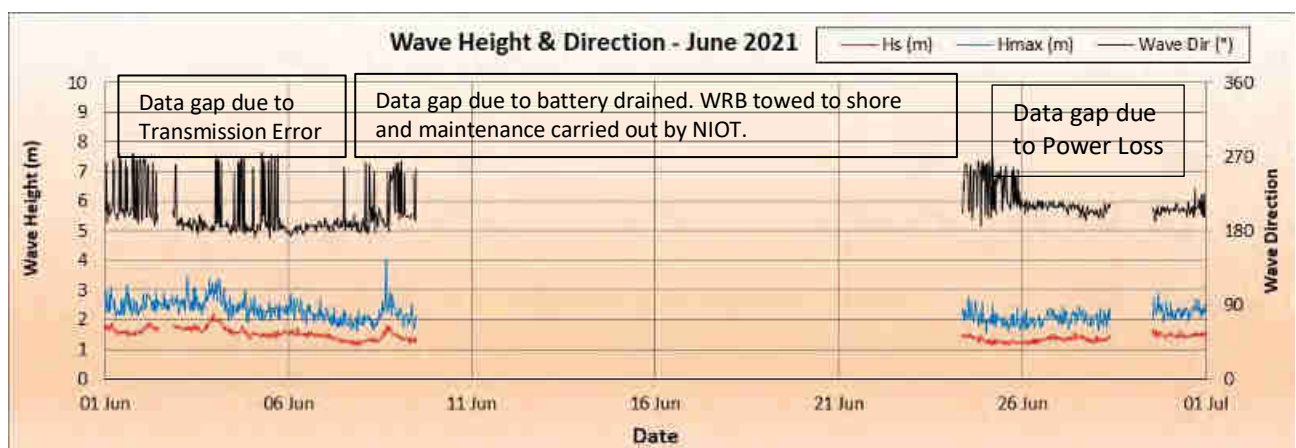 Wave Height & Direction - June 2021
Hs (m) Hmax (m) Wave Dir (°)
Data gap due to
Transmission Error
Data gap due to battery drained. WRB towed to shore
and maintenance carried out by NIOT.
Data gap due
to Power Loss
Wave Height (m)
10
9
8
7
6
5
4
3
2
1
0
360
270
180
90
0
Wave Direction
01 Jun 06 Jun 11 Jun 16 Jun 21 Jun 26 Jun 01 Jul
Date